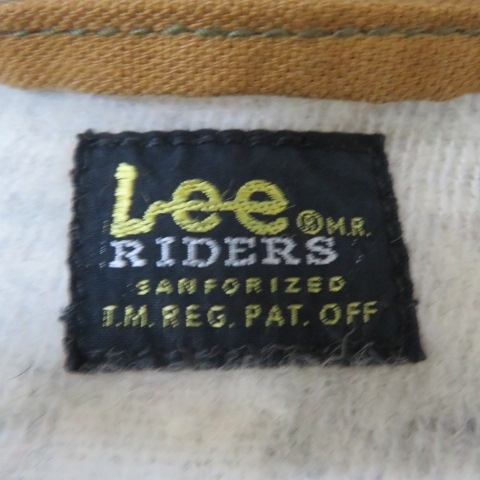 Lee ® M.R.
RIDERS
SANFORIZED
T.M. REG. PAT. OFF